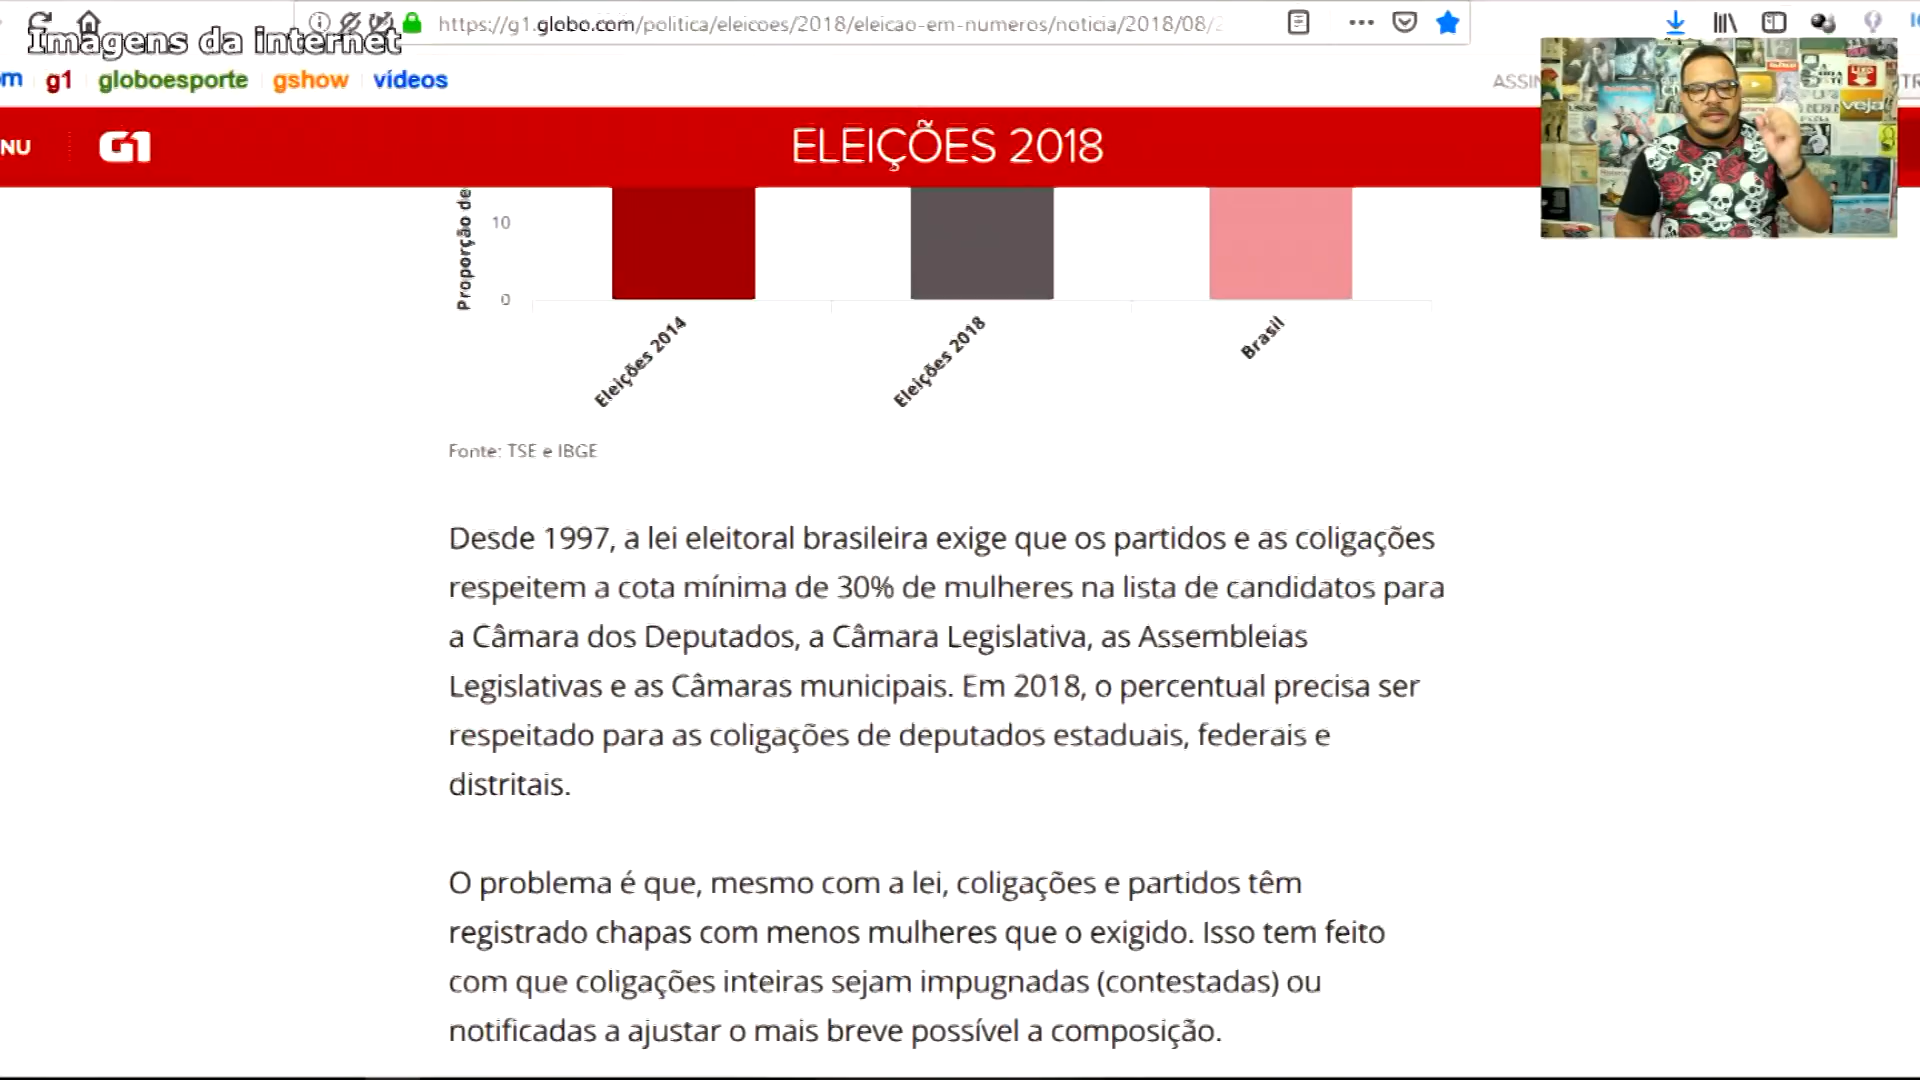 https://g1.globo.com/politica/eleicoes/2018/eleicao-em-numeros/noticia/2018/08/
Imagens da internet
om g1 globoesporte gshow vídeos
ASSIN
NU G1 ELEIÇÕES 2018
veja
Proporção de
10
0
Eleições 2014
Eleições 2018
Brasil
Fonte: TSE e IBGE
Desde 1997, a lei eleitoral brasileira exige que os partidos e as coligações
respeitem a cota mínima de 30% de mulheres na lista de candidatos para
a Câmara dos Deputados, a Câmara Legislativa, as Assembleias
Legislativas e as Câmaras municipais. Em 2018, o percentual precisa ser
respeitado para as coligações de deputados estaduais, federais e
distritais.
O problema é que, mesmo com a lei, coligações e partidos têm
registrado chapas com menos mulheres que o exigido. Isso tem feito
com que coligações inteiras sejam impugnadas (contestadas) ou
notificadas a ajustar o mais breve possível a composição.